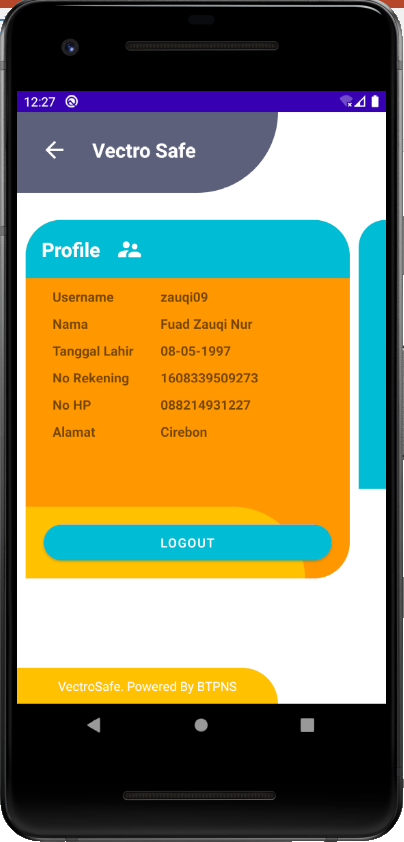 12:27
Vectro Safe
Profile
Username zauqi09
Nama Fuad Zauqi Nur
Tanggal Lahir 08-05-1997
No Rekening 1608339509273
No HP 088214931227
Alamat Cirebon
LOGOUT
VectroSafe. Powered By BTPNS